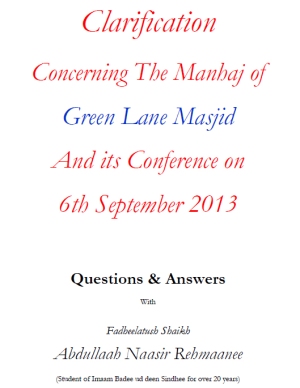 Clarification
Concerning The Manhaj of
Green Lane Masjid
And its Conference on
6th September 2013
Questions & Answers
With
Fadheelatush Shaikh
Abdullaah Naasir Rehmaanee
(Student of Imaam Badee ud deen Sindhee for over 20 years)